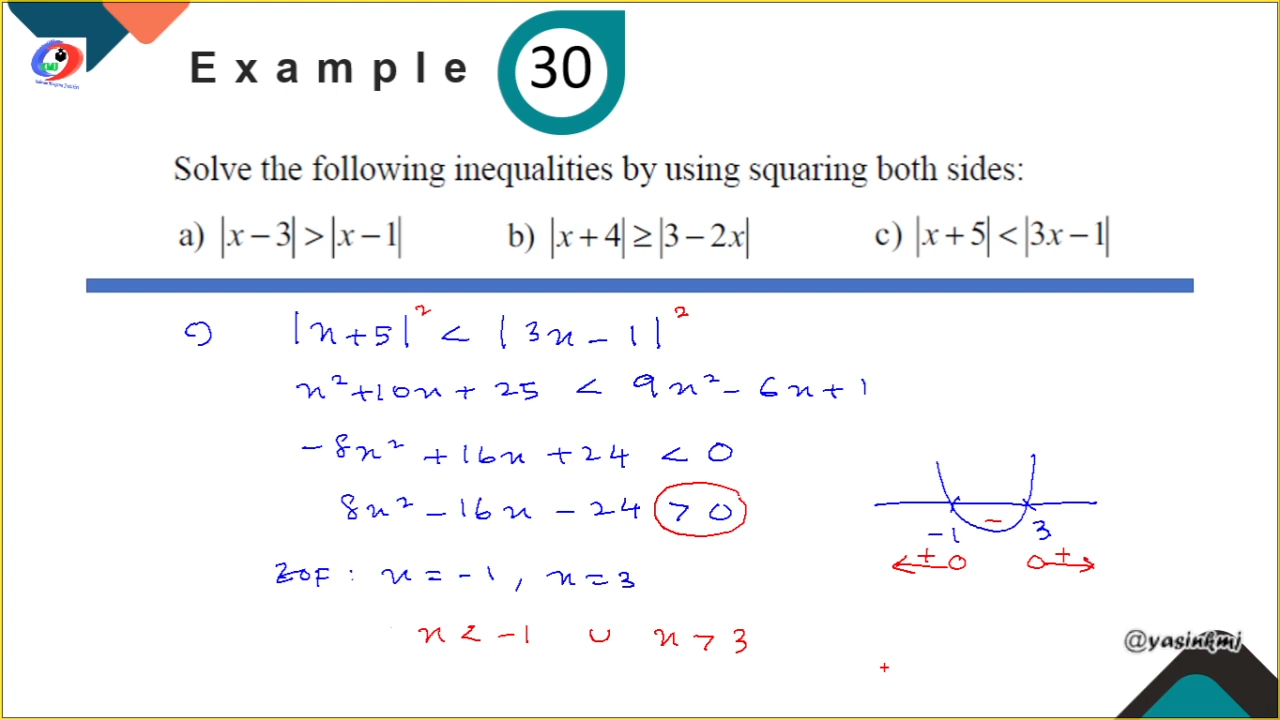 Example 30
Solve the following inequalities by using squaring both sides:
a) |x − 3| > |x − 1| b) |x + 4| ≥ |3 − 2x| c) |x + 5| < |3x − 1|
c) |x + 5|² < |3x − 1|²
x² + 10x + 25 < 9x² − 6x + 1
−8x² + 16x + 24 < 0
8x² − 16x − 24 > 0
−
−1 3
+ +
ZOF : x = −1 , x = 3
x < −1 ∪ x > 3
@yasinkmj
+